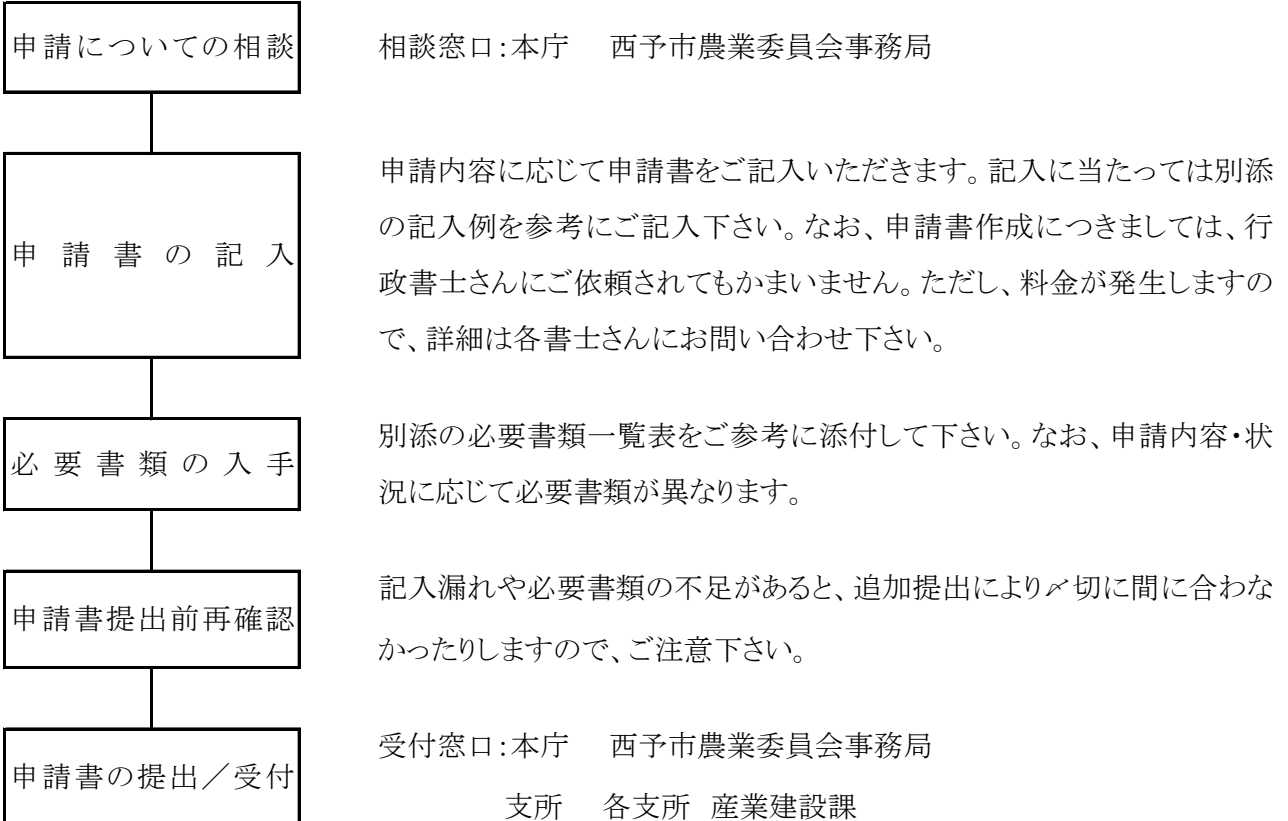 申請についての相談
相談窓口：本庁　西予市農業委員会事務局
申請書の記入
申請内容に応じて申請書をご記入いただきます。記入に当たっては別添
の記入例を参考にご記入下さい。なお、申請書作成につきましては、行
政書士さんにご依頼されてもかまいません。ただし、料金が発生しますの
で、詳細は各書士さんにお問い合わせ下さい。
必要書類の入手
別添の必要書類一覧表をご参考に添付して下さい。なお、申請内容・状
況に応じて必要書類が異なります。
申請書提出前再確認
記入漏れや必要書類の不足があると、追加提出により〆切に間に合わな
かったりしますので、ご注意下さい。
申請書の提出／受付
受付窓口：本庁　西予市農業委員会事務局
支所　各支所 産業建設課